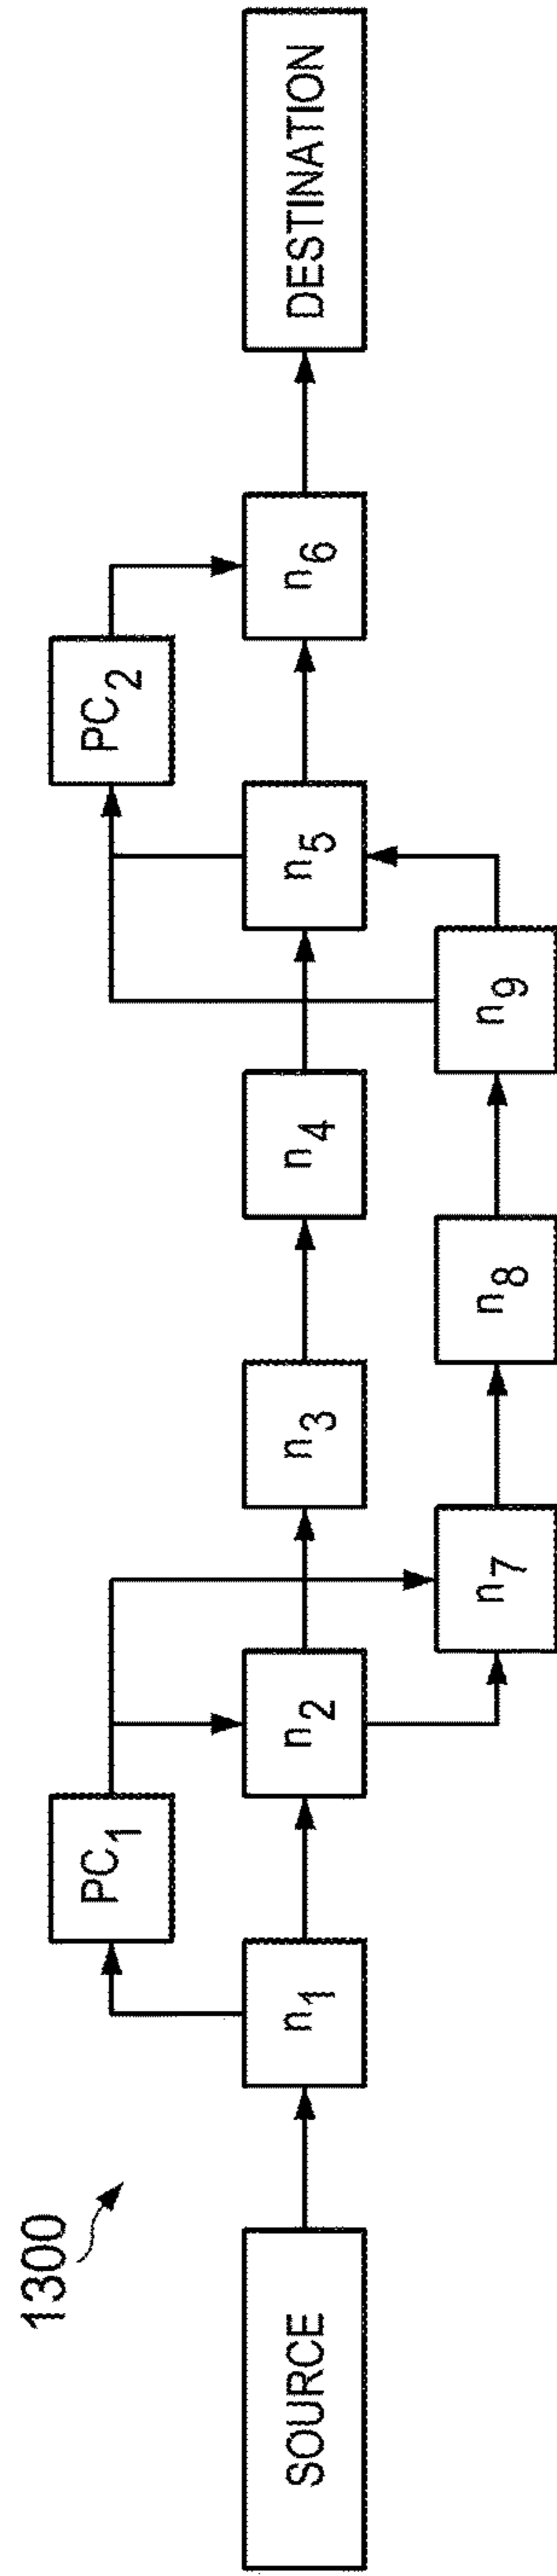 1300
PC₁
PC₂
SOURCE
n₁
n₂
n₃
n₄
n₅
n₆
DESTINATION
n₇
n₈
n₉